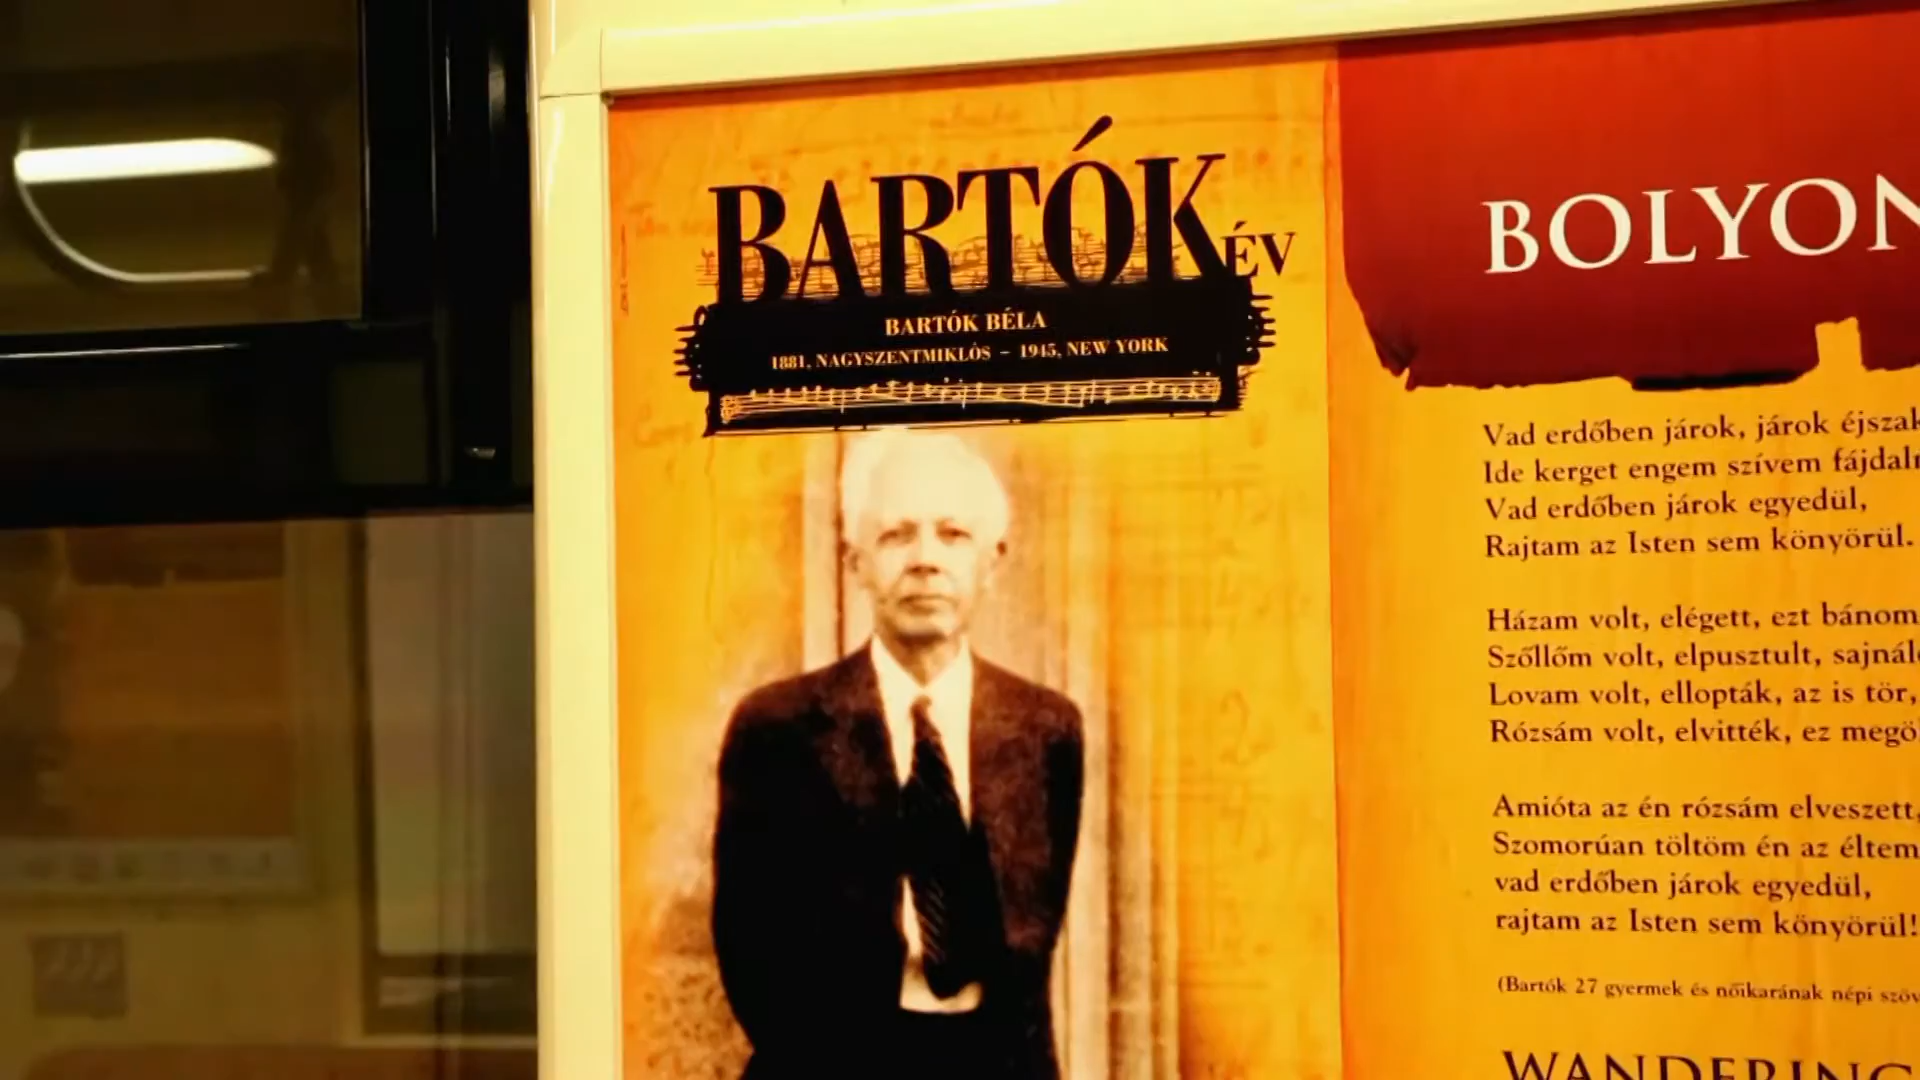 BARTÓK ÉV
BARTÓK BÉLA
1881, NAGYSZENTMIKLÓS – 1945, NEW YORK
BOLYON
Vad erdőben járok, járok éjszak
Ide kerget engem szívem fájdal
Vad erdőben járok egyedül,
Rajtam az Isten sem könyörül.
Házam volt, elégett, ezt bánom
Szőllőm volt, elpusztult, sajnál
Lovam volt, ellopták, az is tör,
Rózsám volt, elvitték, ez megö
Amióta az én rózsám elveszett,
Szomorúan töltöm én az éltem
vad erdőben járok egyedül,
rajtam az Isten sem könyörül!
(Bartók 27 gyermek és nőikarának népi szöv
WANDERING